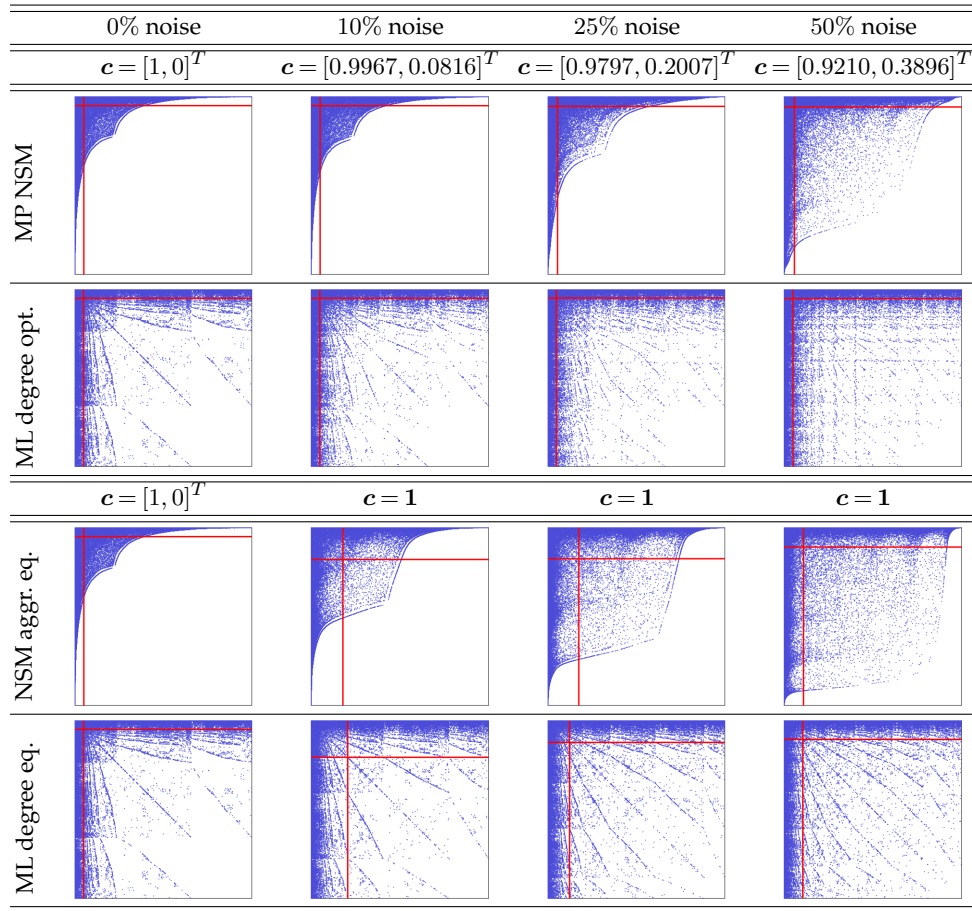 0% noise 10% noise 25% noise 50% noise
c = [1, 0]^T c = [0.9967, 0.0816]^T c = [0.9797, 0.2007]^T c = [0.9210, 0.3896]^T
MP NSM
ML degree opt.
c = [1, 0]^T c = 1 c = 1 c = 1
NSM aggr. eq.
ML degree eq.